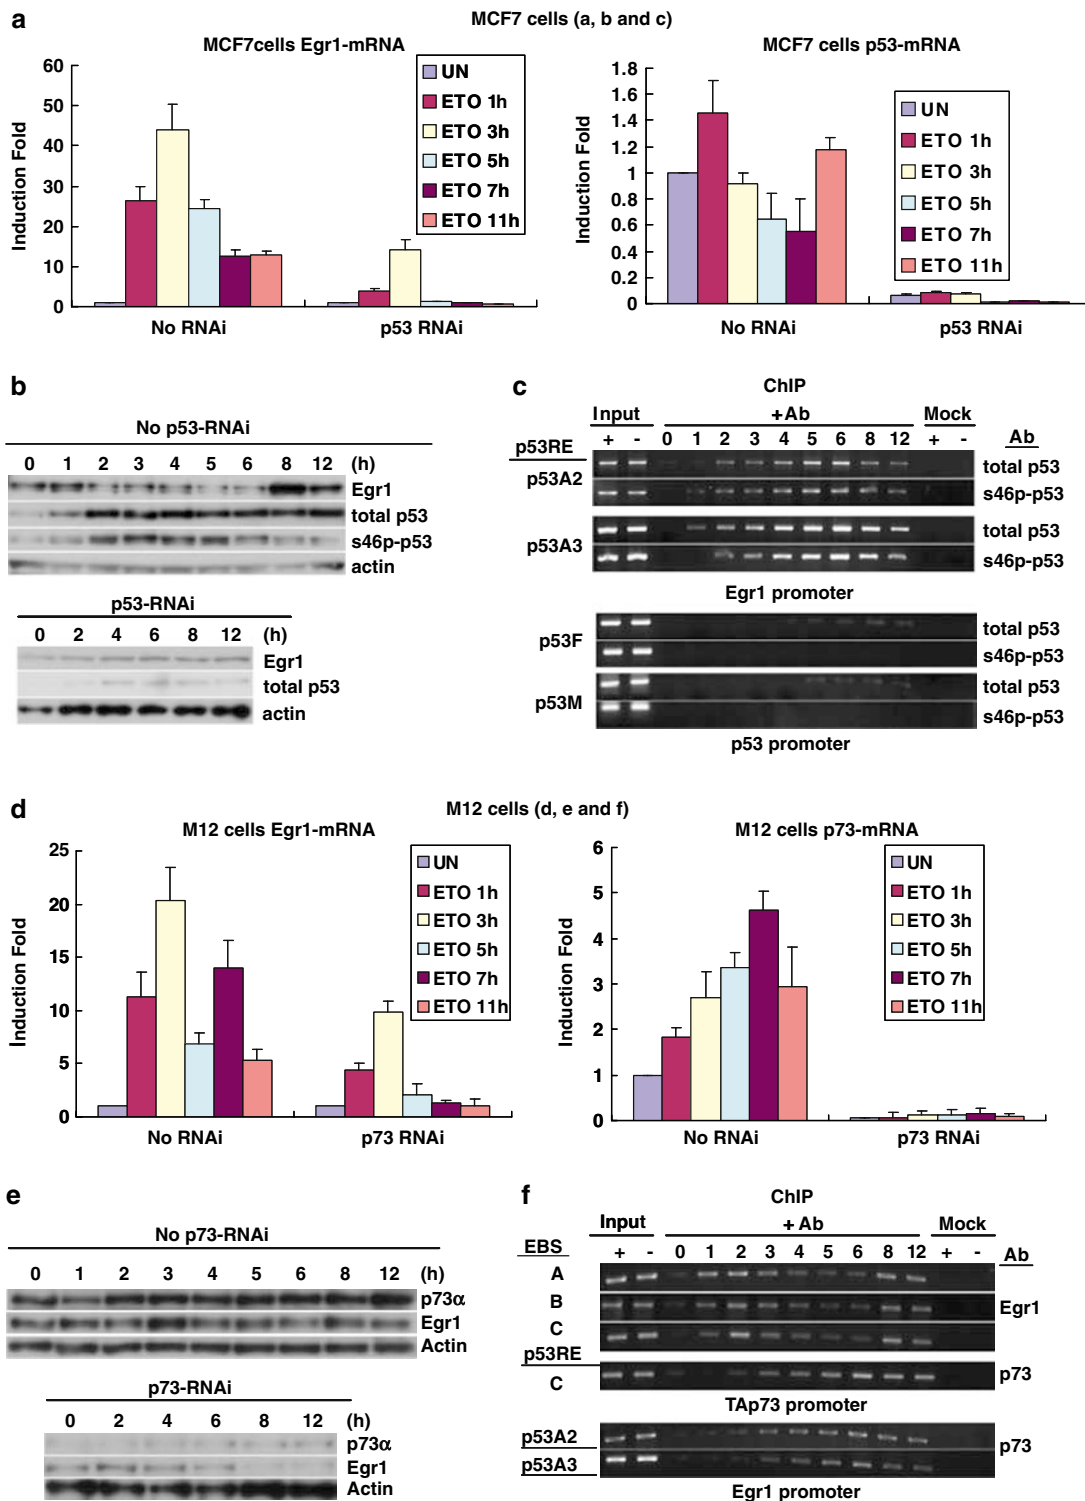 a
MCF7 cells (a, b and c)
MCF7cells Egr1-mRNA
Induction Fold
60
50
40
30
20
10
0
UN
ETO 1h
ETO 3h
ETO 5h
ETO 7h
ETO 11h
No RNAi
p53 RNAi
MCF7 cells p53-mRNA
Induction Fold
1.8
1.6
1.4
1.2
1
0.8
0.6
0.4
0.2
0
UN
ETO 1h
ETO 3h
ETO 5h
ETO 7h
ETO 11h
No RNAi
p53 RNAi
b
No p53-RNAi
0 1 2 3 4 5 6 8 12 (h)
Egr1
total p53
s46p-p53
actin
p53-RNAi
0 2 4 6 8 12 (h)
Egr1
total p53
actin
c
ChIP
Input +Ab Mock
p53RE + - 0 1 2 3 4 5 6 8 12 + - Ab
p53A2 total p53
s46p-p53
p53A3 total p53
s46p-p53
Egr1 promoter
p53F total p53
s46p-p53
p53M total p53
s46p-p53
p53 promoter
d
M12 cells (d, e and f)
M12 cells Egr1-mRNA
Induction Fold
25
20
15
10
5
0
UN
ETO 1h
ETO 3h
ETO 5h
ETO 7h
ETO 11h
No RNAi
p73 RNAi
M12 cells p73-mRNA
Induction Fold
6
5
4
3
2
1
0
UN
ETO 1h
ETO 3h
ETO 5h
ETO 7h
ETO 11h
No RNAi
p73 RNAi
e
No p73-RNAi
0 1 2 3 4 5 6 8 12 (h)
p73α
Egr1
Actin
p73-RNAi
0 2 4 6 8 12 (h)
p73α
Egr1
Actin
f
ChIP
Input + Ab Mock
EBS + - 0 1 2 3 4 5 6 8 12 + - Ab
A
B Egr1
C
p53RE
C p73
TAp73 promoter
p53A2 p73
p53A3
Egr1 promoter